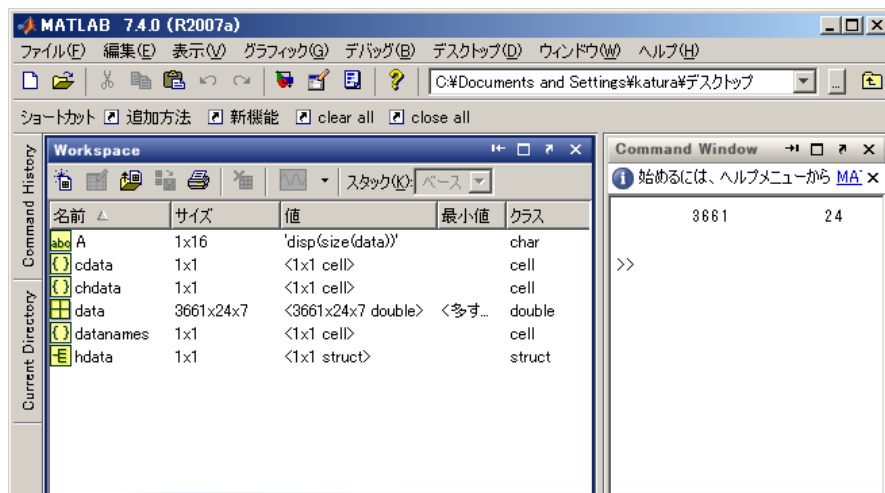 MATLAB 7.4.0 (R2007a)
ファイル(F) 編集(E) 表示(V) グラフィック(G) デバッグ(B) デスクトップ(D) ウィンドウ(W) ヘルプ(H)
C:¥Documents and Settings¥katura¥デスクトップ
ショートカット 追加方法 新機能 clear all close all
Command History
Current Directory
Workspace
スタック(K): ベース
名前 サイズ 値 最小値 クラス
abc A 1x16 'disp(size(data))' char
cdata 1x1 <1x1 cell> cell
chdata 1x1 <1x1 cell> cell
data 3661x24x7 <3661x24x7 double> <多す... double
datanames 1x1 <1x1 cell> cell
hdata 1x1 <1x1 struct> struct
Command Window
始めるには、ヘルプメニューから MAT
3661 24
>>